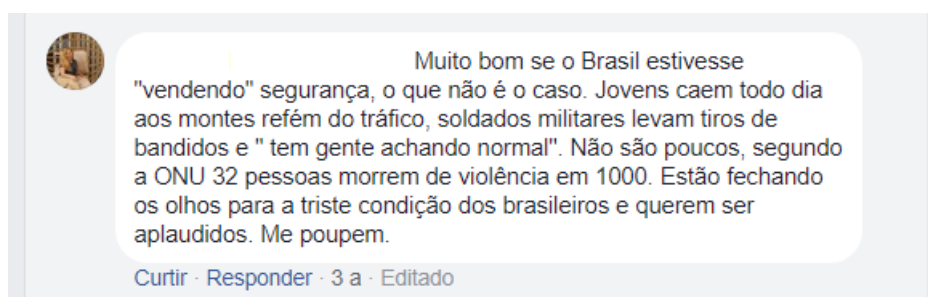 Muito bom se o Brasil estivesse
"vendendo" segurança, o que não é o caso. Jovens caem todo dia
aos montes refém do tráfico, soldados militares levam tiros de
bandidos e " tem gente achando normal". Não são poucos, segundo
a ONU 32 pessoas morrem de violência em 1000. Estão fechando
os olhos para a triste condição dos brasileiros e querem ser
aplaudidos. Me poupem.
Curtir · Responder · 3 a · Editado